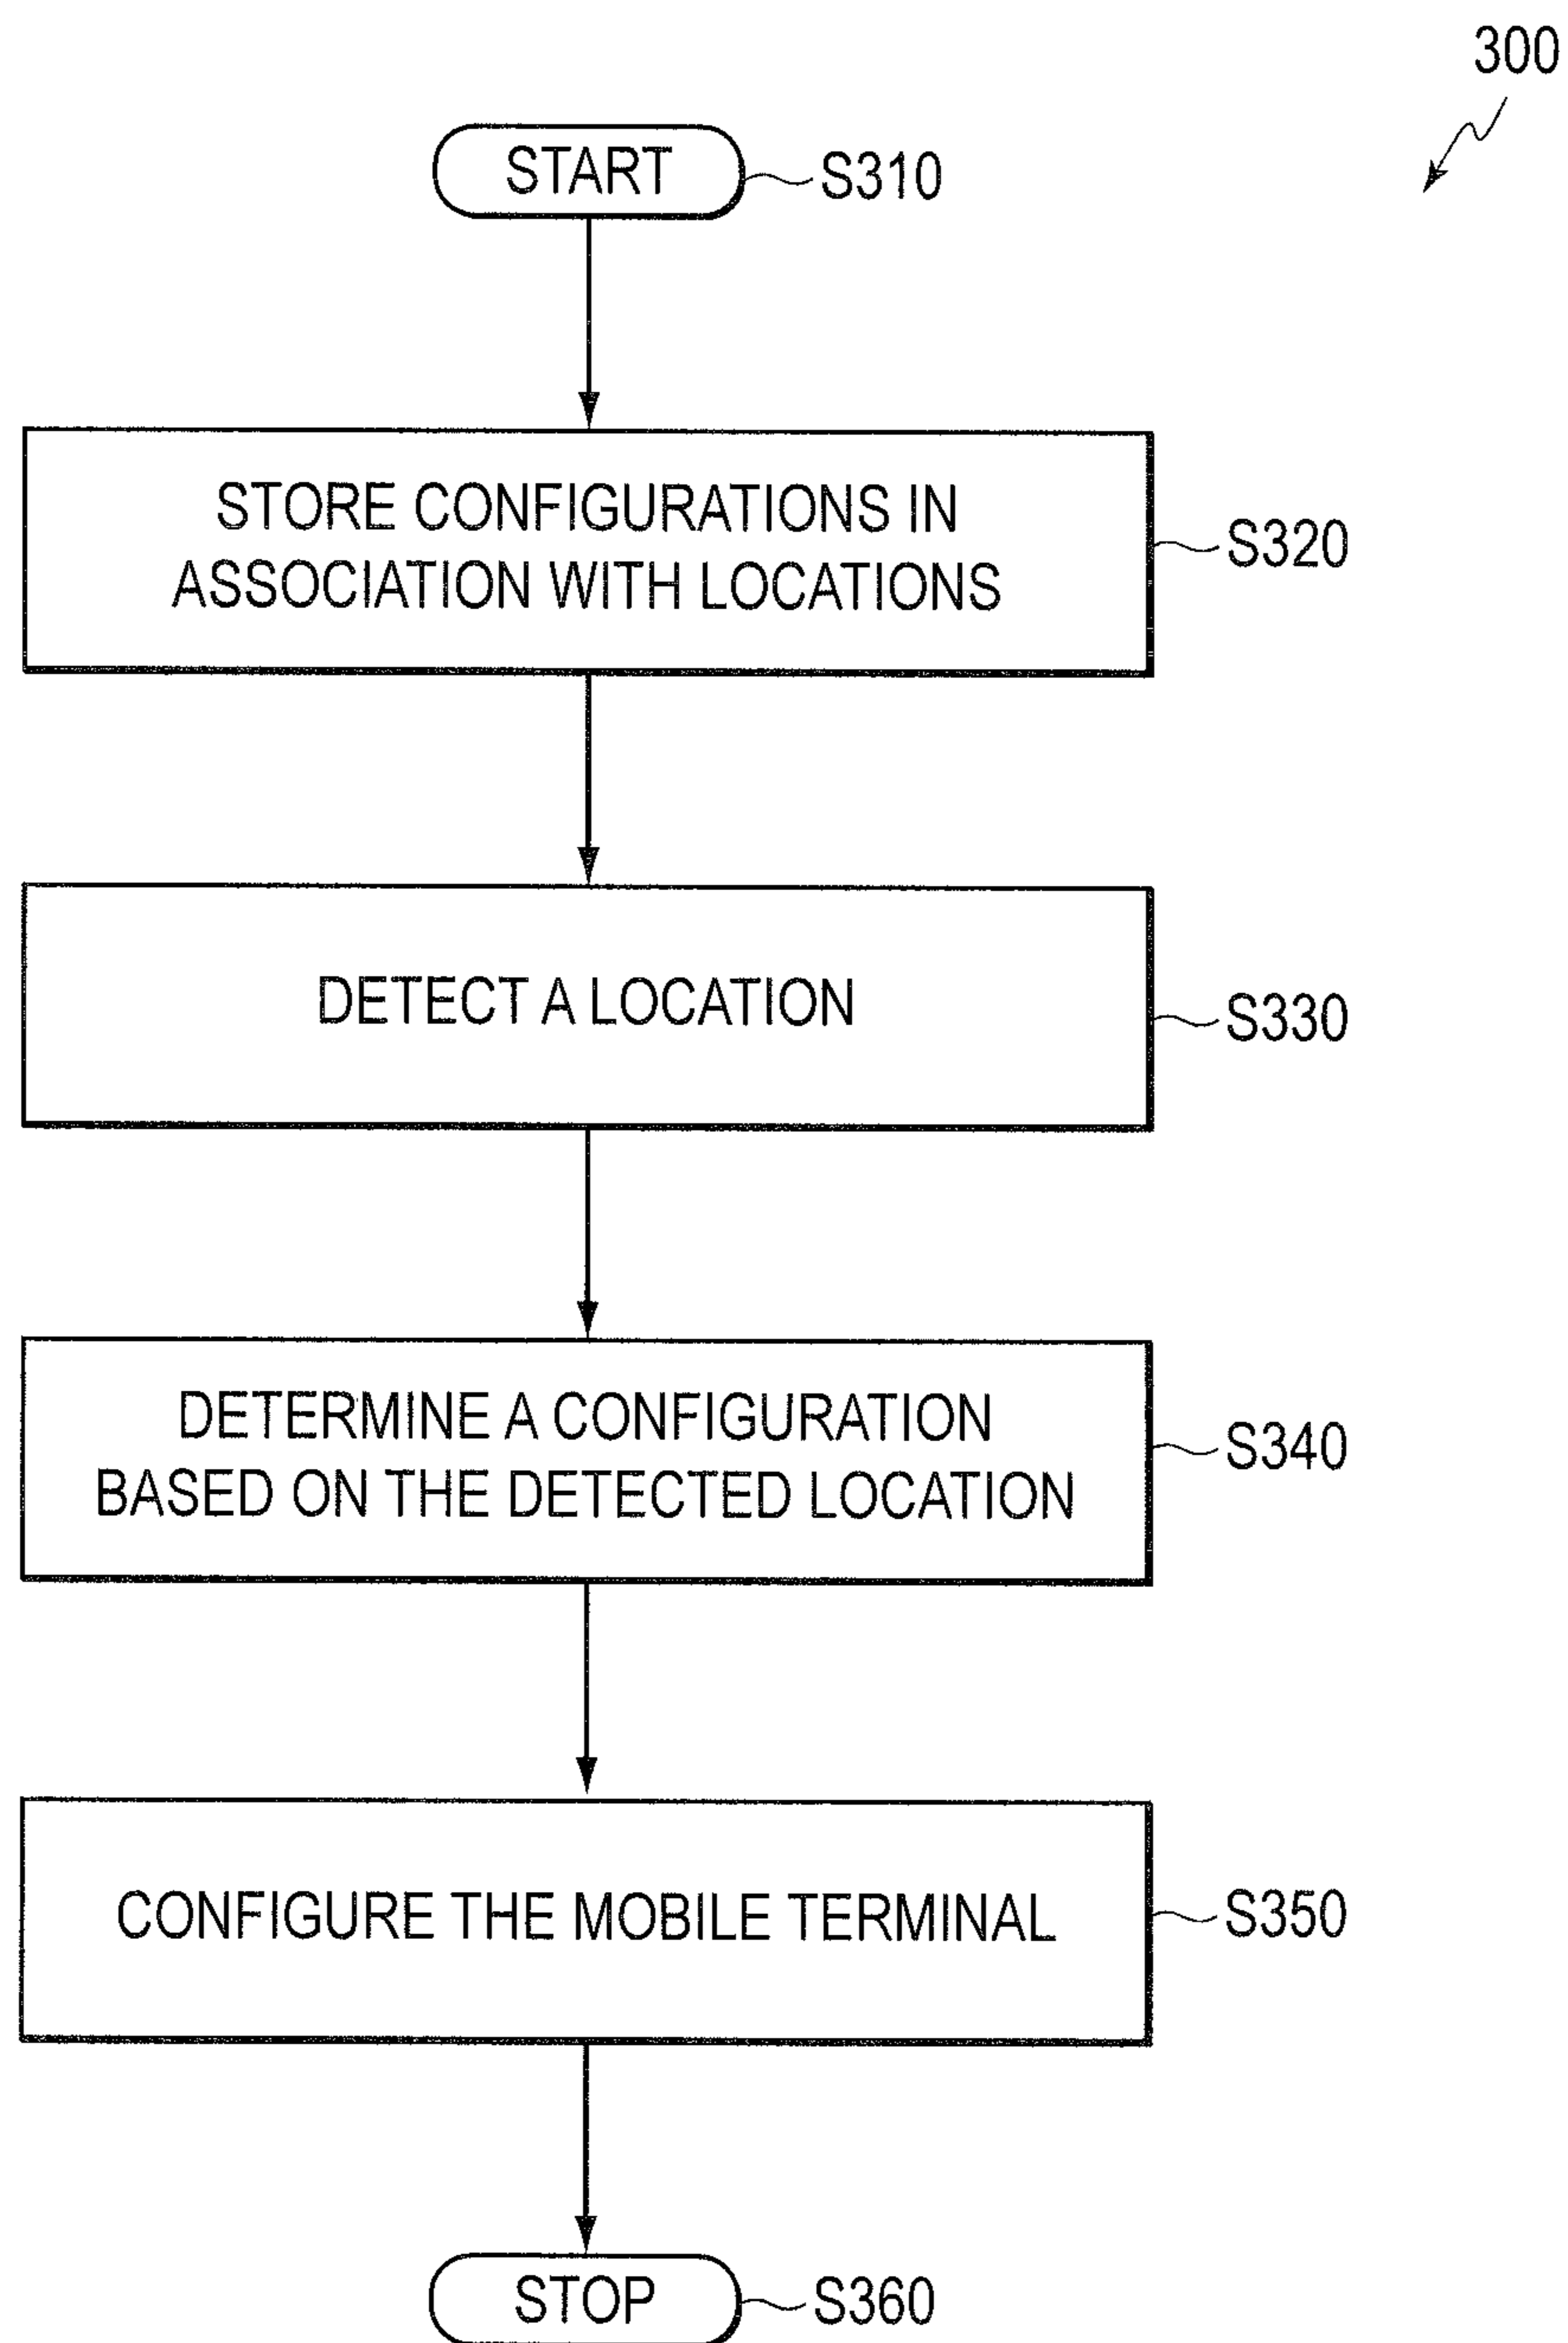 300
START
S310
STORE CONFIGURATIONS IN
ASSOCIATION WITH LOCATIONS
S320
DETECT A LOCATION
S330
DETERMINE A CONFIGURATION
BASED ON THE DETECTED LOCATION
S340
CONFIGURE THE MOBILE TERMINAL
S350
STOP
S360